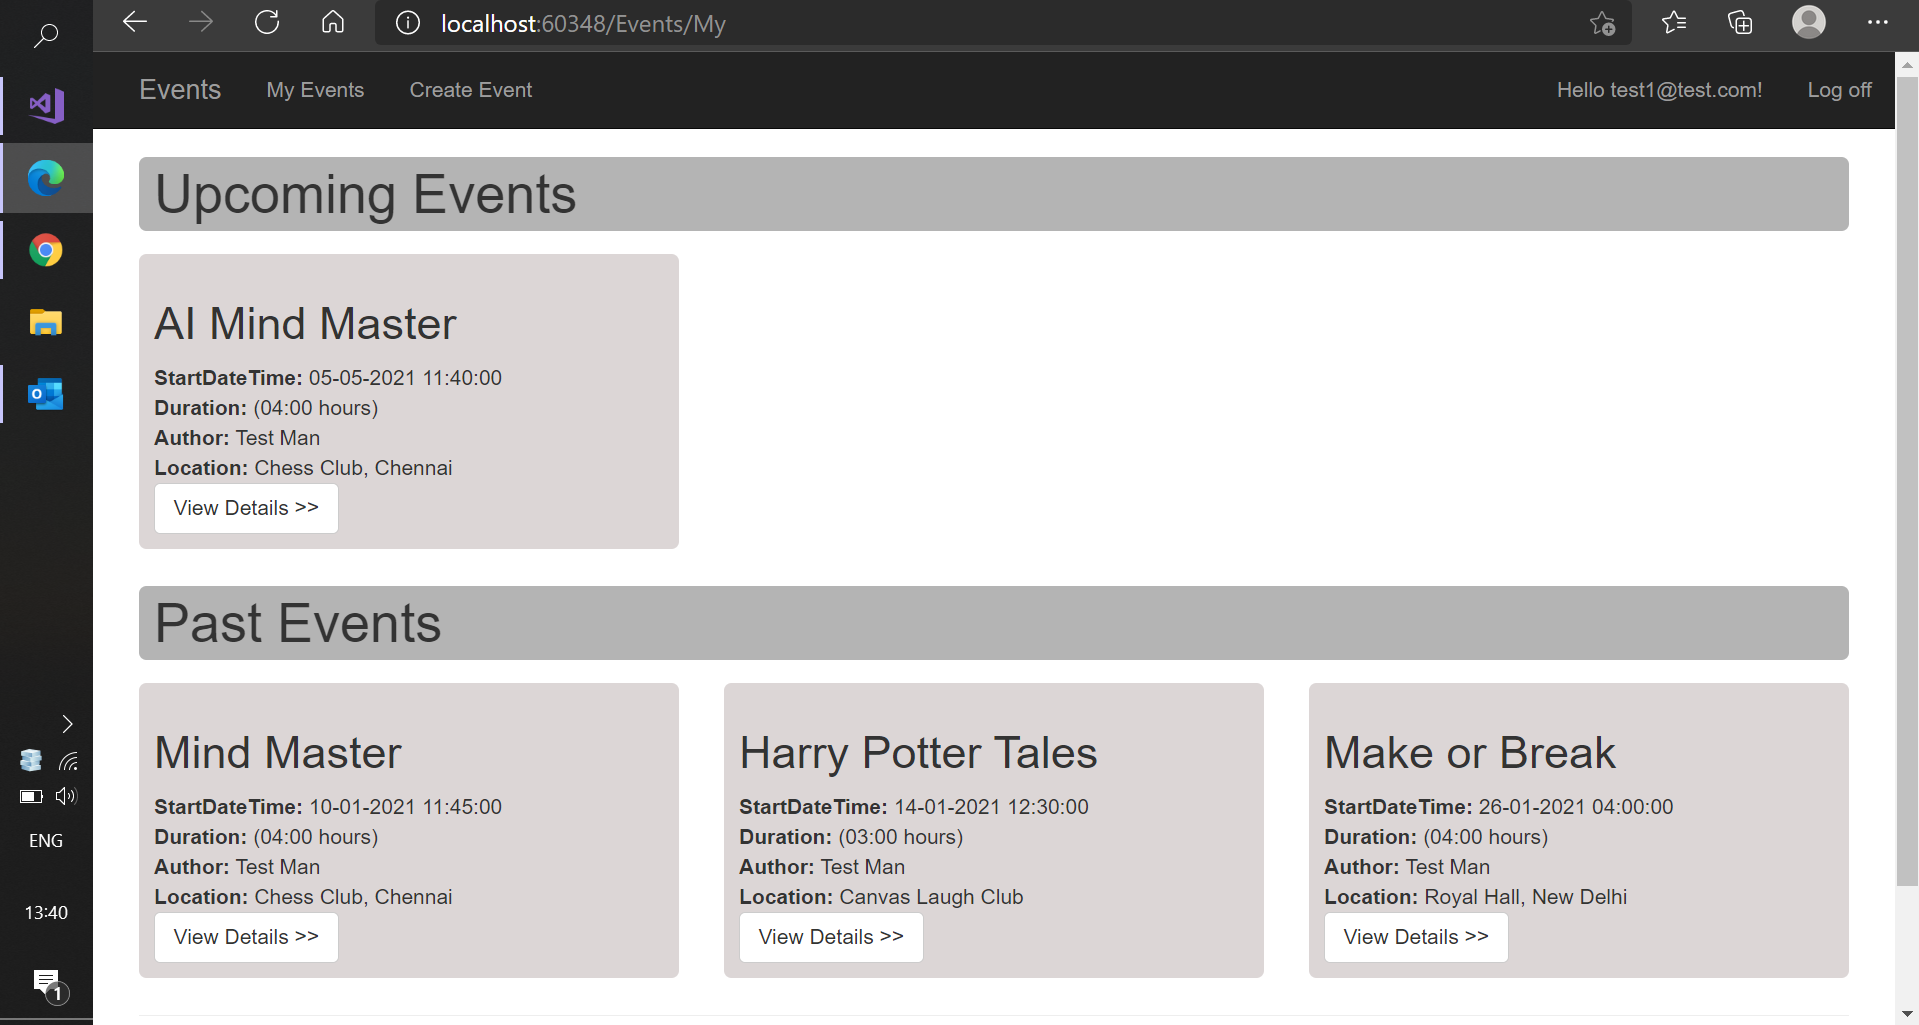 localhost:60348/Events/My
Events My Events Create Event Hello test1@test.com! Log off
Upcoming Events
AI Mind Master
StartDateTime: 05-05-2021 11:40:00
Duration: (04:00 hours)
Author: Test Man
Location: Chess Club, Chennai
View Details >>
Past Events
Mind Master
StartDateTime: 10-01-2021 11:45:00
Duration: (04:00 hours)
Author: Test Man
Location: Chess Club, Chennai
View Details >>
Harry Potter Tales
StartDateTime: 14-01-2021 12:30:00
Duration: (03:00 hours)
Author: Test Man
Location: Canvas Laugh Club
View Details >>
Make or Break
StartDateTime: 26-01-2021 04:00:00
Duration: (04:00 hours)
Author: Test Man
Location: Royal Hall, New Delhi
View Details >>
ENG
13:40
1